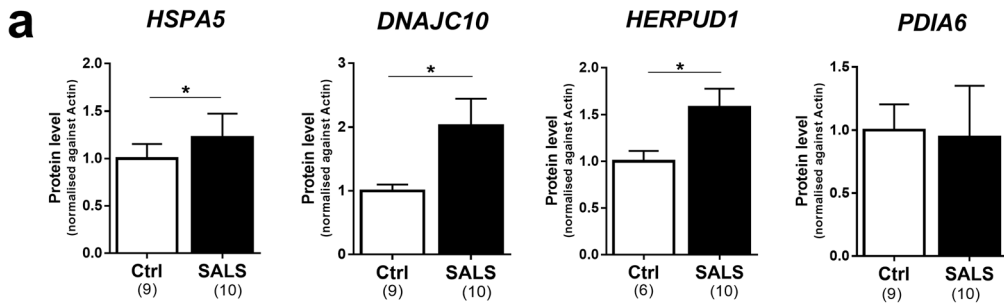 a
HSPA5
Protein level
(normalised against Actin)
2.0
1.5
1.0
0.5
0.0
*
Ctrl
(9)
SALS
(10)
DNAJC10
Protein level
(normalised against Actin)
3
2
1
0
*
Ctrl
(9)
SALS
(10)
HERPUD1
Protein level
(normalised against Actin)
2.0
1.5
1.0
0.5
0.0
*
Ctrl
(6)
SALS
(10)
PDIA6
Protein level
(normalised against Actin)
1.5
1.0
0.5
0.0
Ctrl
(9)
SALS
(10)